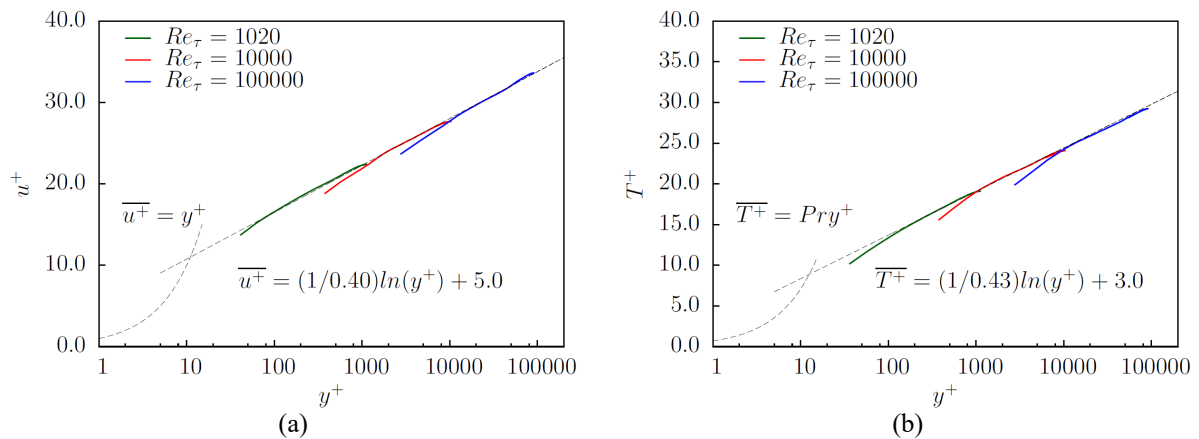 40.0
30.0
20.0
10.0
0.0
u⁺
Re_τ = 1020
Re_τ = 10000
Re_τ = 100000
\overline{u⁺} = y⁺
\overline{u⁺} = (1/0.40)ln(y⁺) + 5.0
1 10 100 1000 10000 100000
y⁺
(a)
40.0
35.0
30.0
25.0
20.0
15.0
10.0
5.0
0.0
T⁺
Re_τ = 1020
Re_τ = 10000
Re_τ = 100000
\overline{T⁺} = Pry⁺
\overline{T⁺} = (1/0.43)ln(y⁺) + 3.0
1 10 100 1000 10000 100000
y⁺
(b)